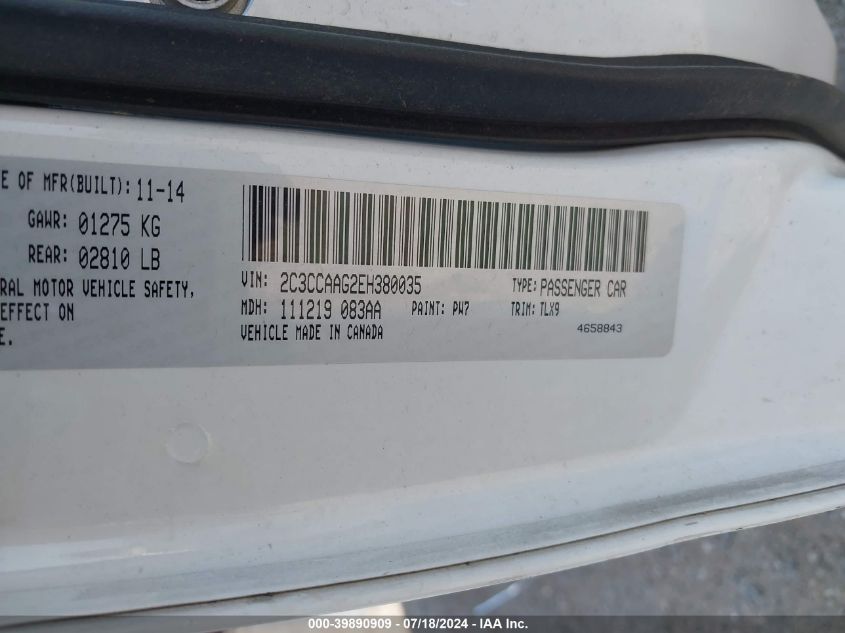 E OF MFR(BUILT): 11-14
GAWR: 01275 KG
REAR: 02810 LB
RAL MOTOR VEHICLE SAFETY,
EFFECT ON
E.
VIN: 2C3CCAAG2EH380035 TYPE: PASSENGER CAR
MDH: 111219 083AA PAINT: PW7 TRIM: TLX9
VEHICLE MADE IN CANADA 4658843
000-39890909 - 07/18/2024 - IAA Inc.